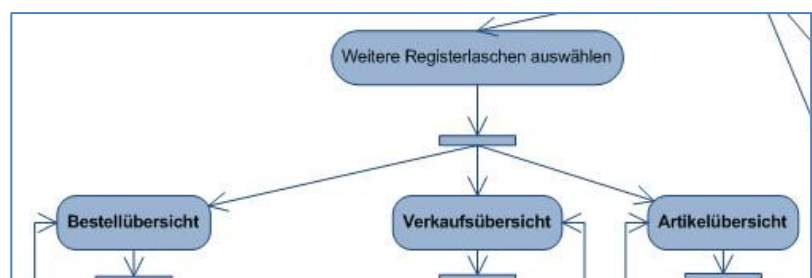 Weitere Registerlaschen auswählen
Bestellübersicht
Verkaufsübersicht
Artikelübersicht